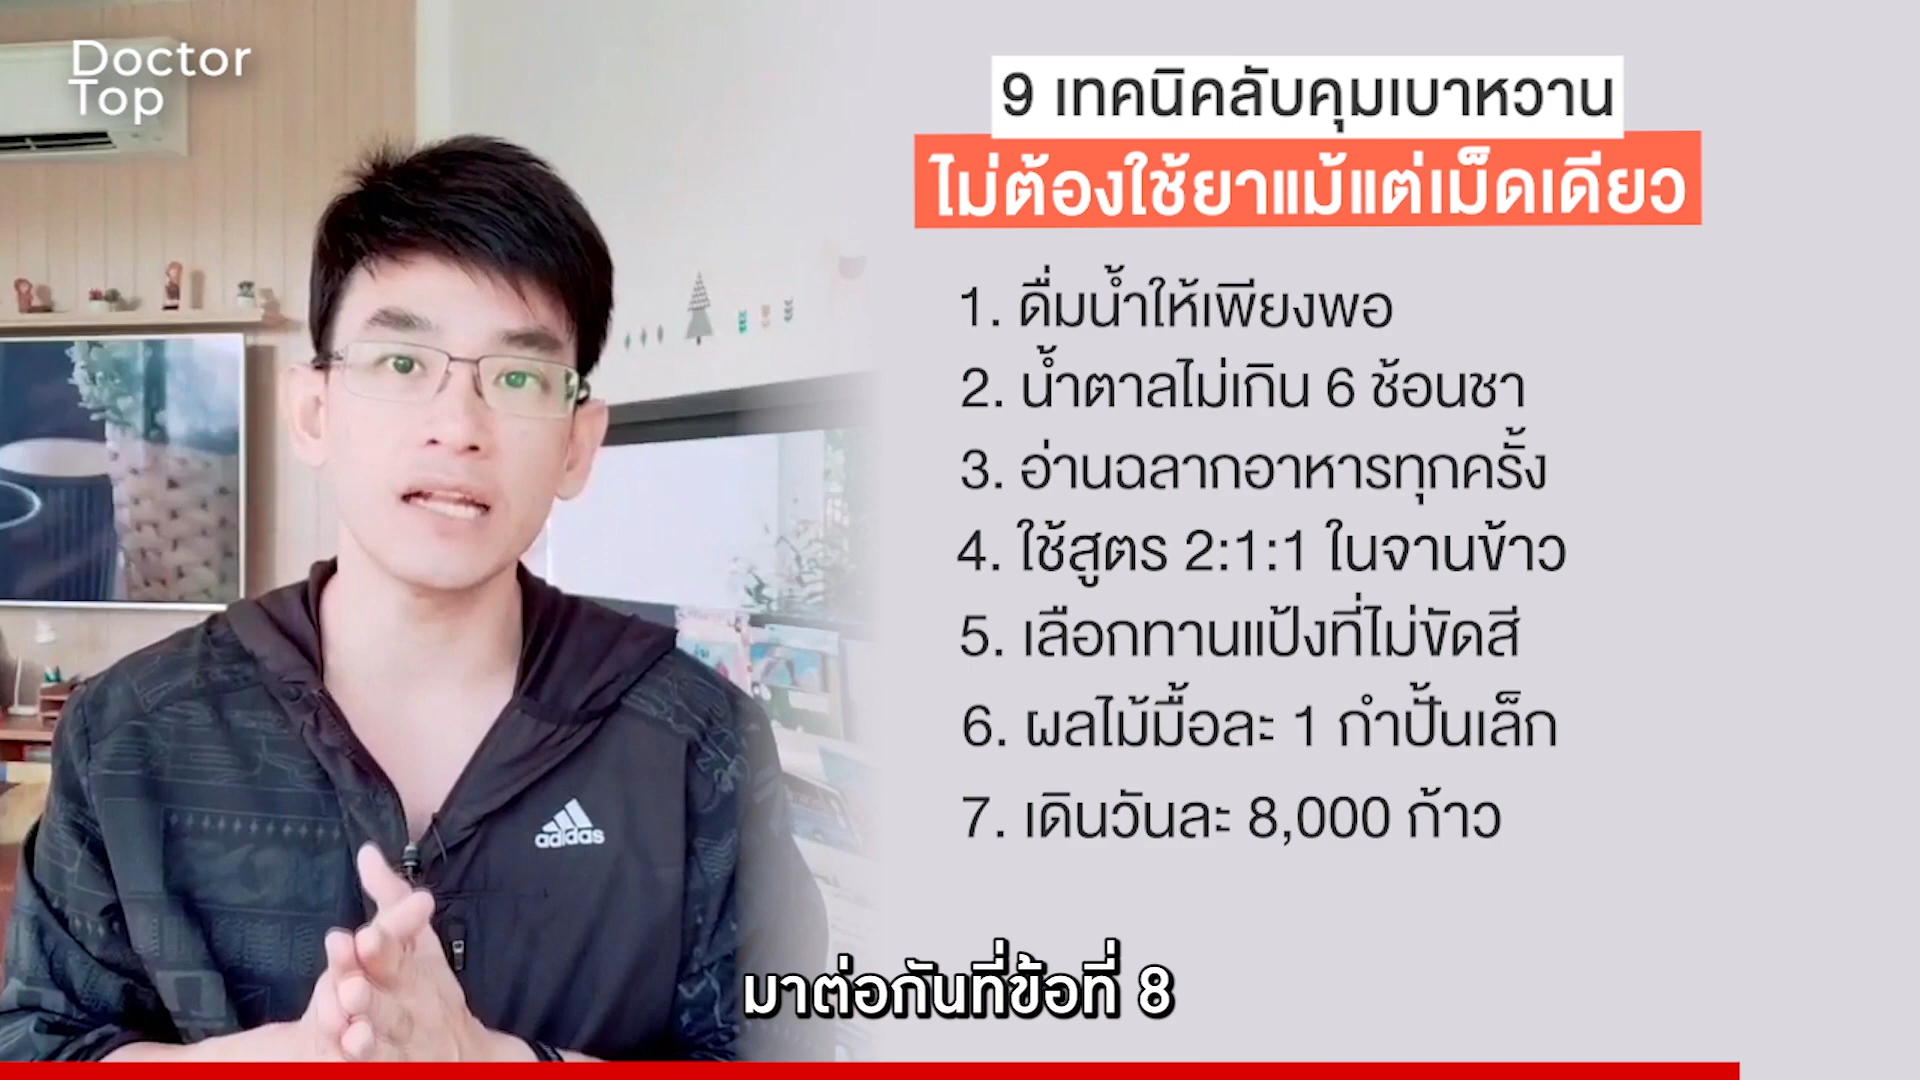 Doctor
Top
9 เทคนิคลับคุมเบาหวาน
ไม่ต้องใช้ยาแม้แต่เม็ดเดียว
1. ดื่มน้ำให้เพียงพอ
2. น้ำตาลไม่เกิน 6 ช้อนชา
3. อ่านฉลากอาหารทุกครั้ง
4. ใช้สูตร 2:1:1 ในจานข้าว
5. เลือกทานแป้งที่ไม่ขัดสี
6. ผลไม้มื้อละ 1 กำปั้นเล็ก
7. เดินวันละ 8,000 ก้าว
adidas
มาต่อกันที่ข้อที่ 8